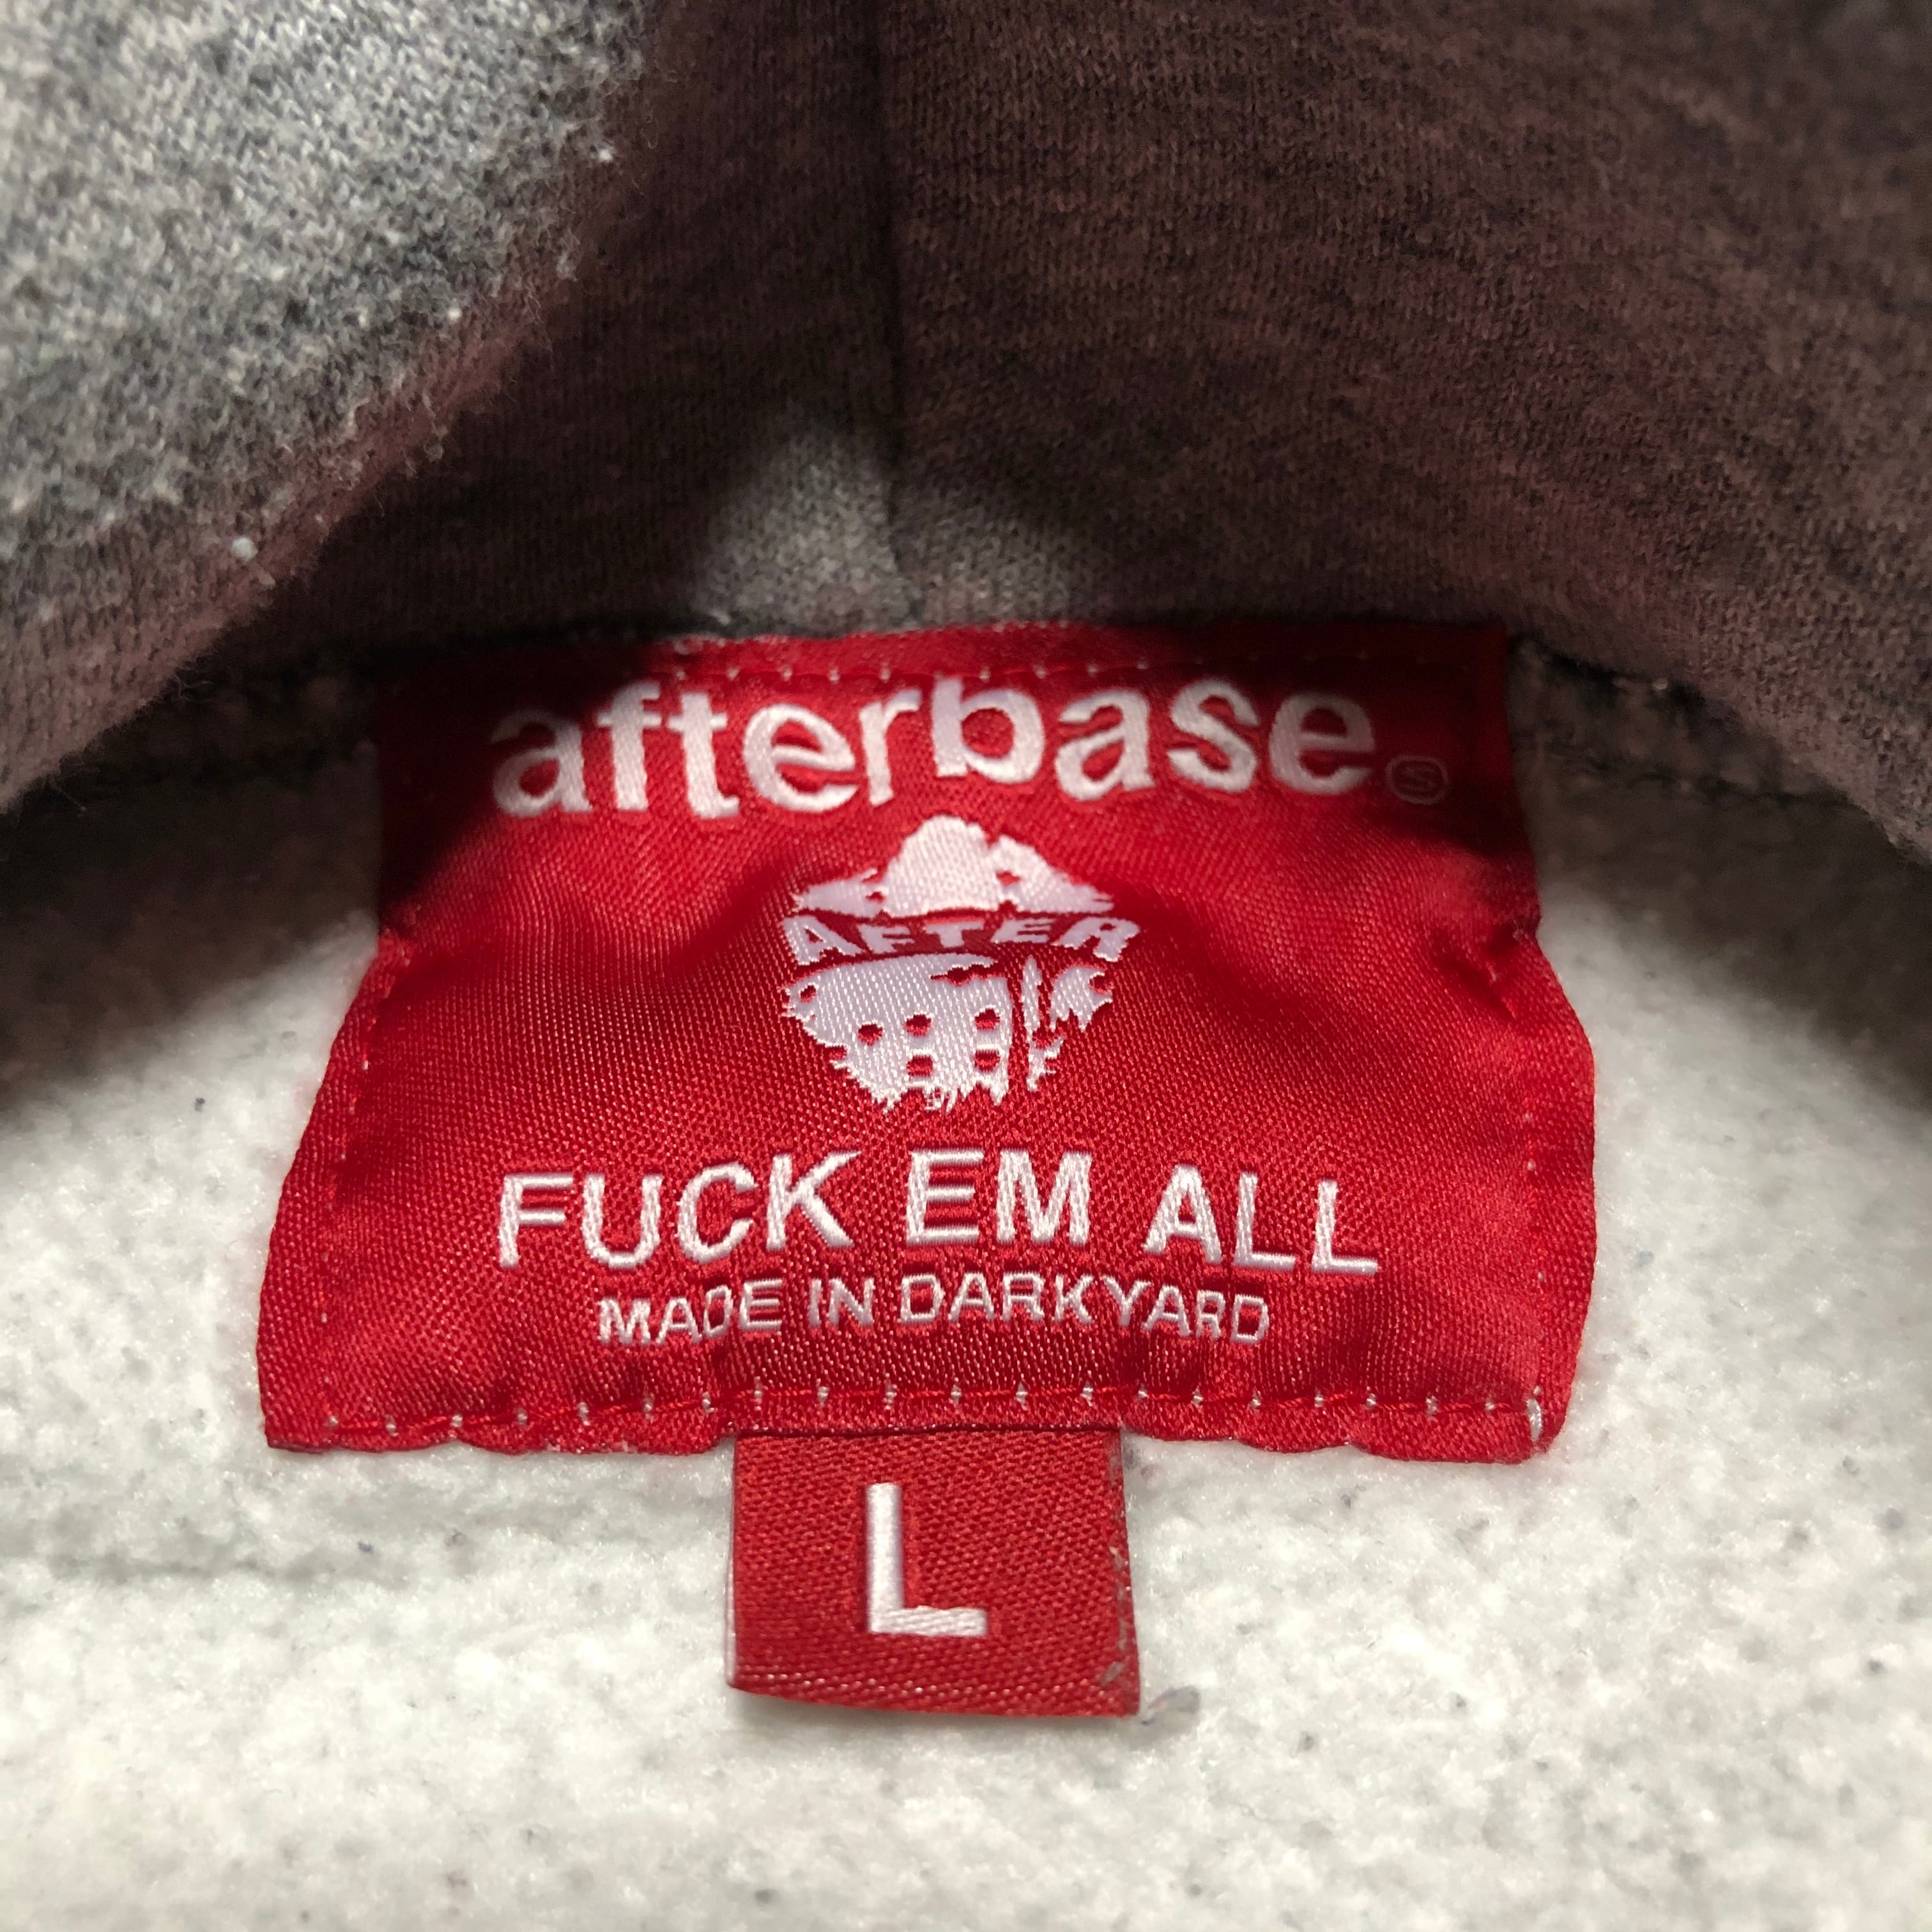 afterbase Ⓢ
AFTER
FUCK EM ALL
MADE IN DARKYARD
L